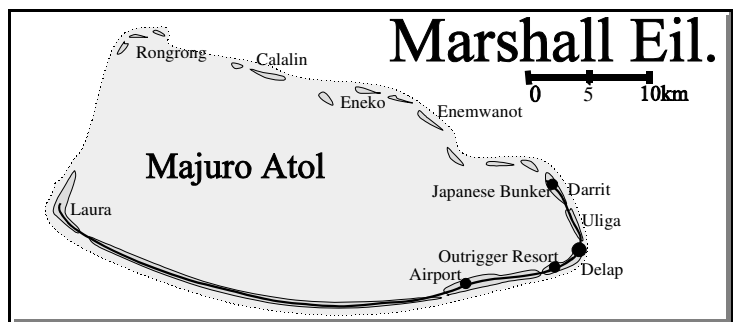 Marshall Eil.
0 5 10km
Rongrong
Calalin
Eneko
Enemwanot
Majuro Atol
Japanese Bunker
Darrit
Laura
Uliga
Outrigger Resort
Airport
Delap